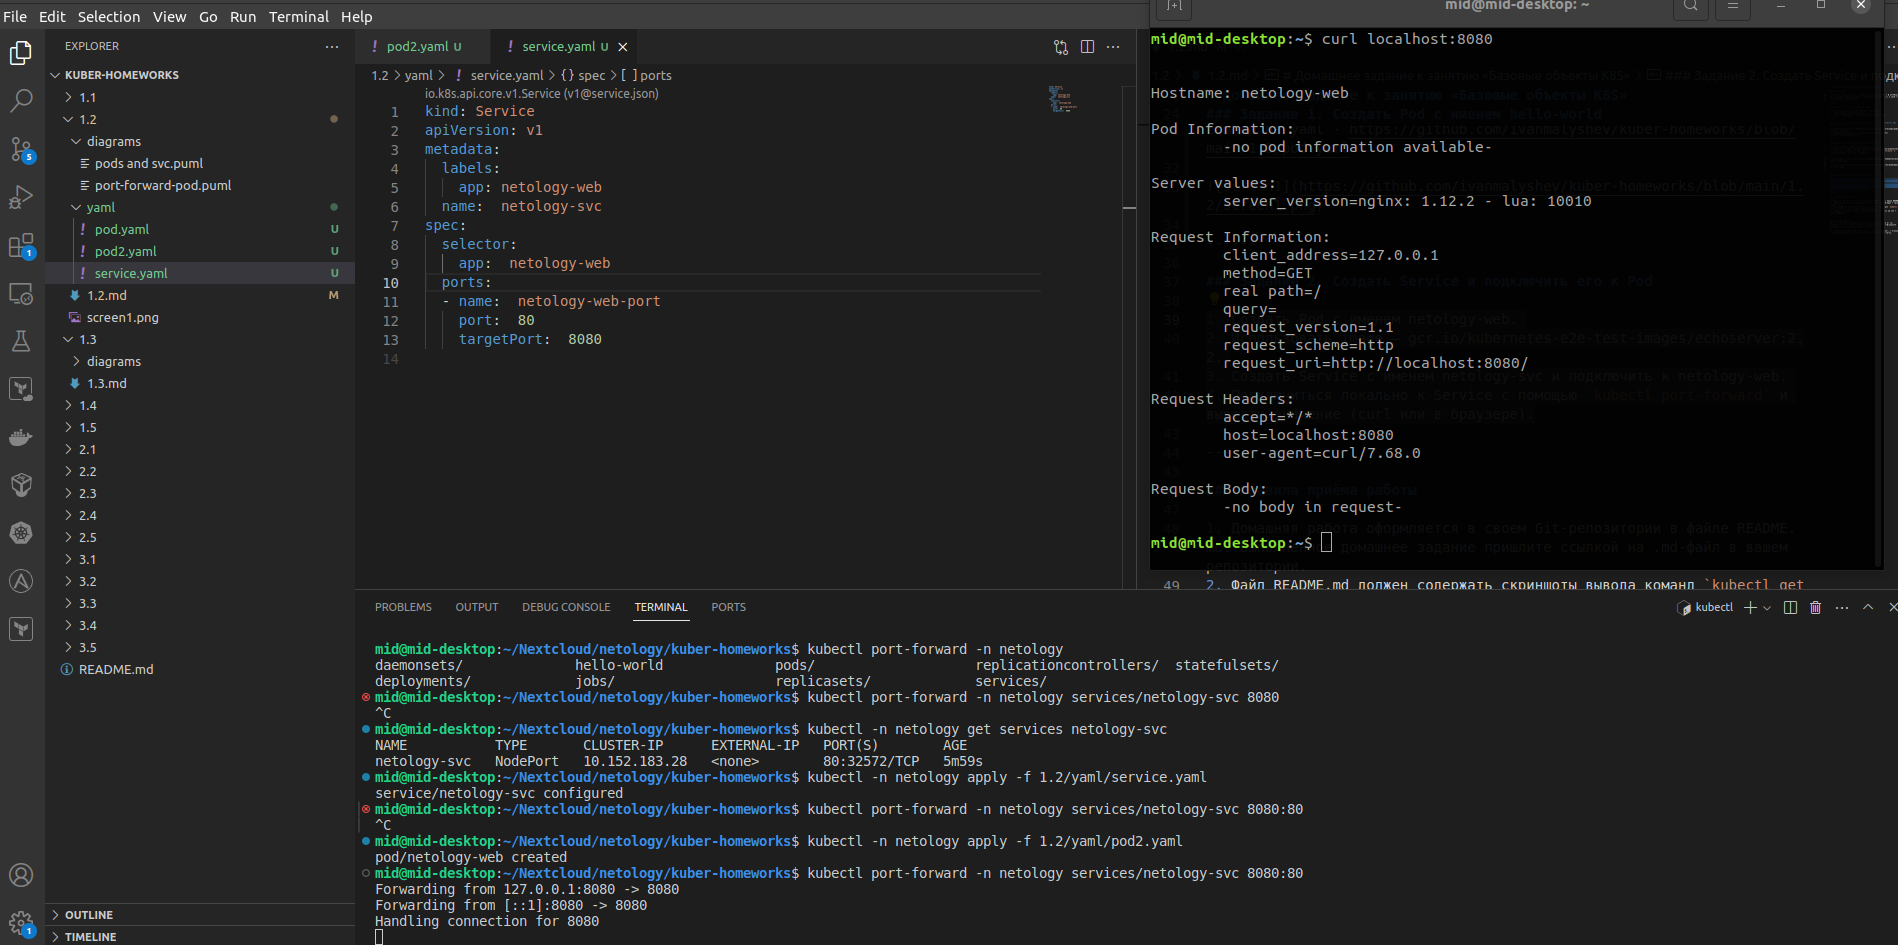 File Edit Selection View Go Run Terminal Help
mid@mid-desktop: ~
EXPLORER
KUBER-HOMEWORKS
1.1
1.2
diagrams
pods and svc.puml
port-forward-pod.puml
yaml
! pod.yaml U
! pod2.yaml U
! service.yaml U
1.2.md M
screen1.png
1.3
diagrams
1.3.md
1.4
1.5
2.1
2.2
2.3
2.4
2.5
3.1
3.2
3.3
3.4
3.5
README.md
OUTLINE
TIMELINE
5
1
1
! pod2.yaml U
! service.yaml U
1.2 > yaml > ! service.yaml > {} spec > [ ] ports
io.k8s.api.core.v1.Service (v1@service.json)
1 kind: Service
2 apiVersion: v1
3 metadata:
4 labels:
5 app: netology-web
6 name: netology-svc
7 spec:
8 selector:
9 app: netology-web
10 ports:
11 - name: netology-web-port
12 port: 80
13 targetPort: 8080
14
mid@mid-desktop:~$ curl localhost:8080
Hostname: netology-web
Pod Information:
-no pod information available-
Server values:
server_version=nginx: 1.12.2 - lua: 10010
Request Information:
client_address=127.0.0.1
method=GET
real path=/
query=
request_version=1.1
request_scheme=http
request_uri=http://localhost:8080/
Request Headers:
accept=*/*
host=localhost:8080
user-agent=curl/7.68.0
Request Body:
-no body in request-
mid@mid-desktop:~$
49 2. Файл README.md должен содержать скриншоты вывода команд `kubectl get
PROBLEMS OUTPUT DEBUG CONSOLE TERMINAL PORTS
kubectl
mid@mid-desktop:~/Nextcloud/netology/kuber-homeworks$ kubectl port-forward -n netology
daemonsets/ hello-world pods/ replicationcontrollers/ statefulsets/
deployments/ jobs/ replicasets/ services/
mid@mid-desktop:~/Nextcloud/netology/kuber-homeworks$ kubectl port-forward -n netology services/netology-svc 8080
^C
mid@mid-desktop:~/Nextcloud/netology/kuber-homeworks$ kubectl -n netology get services netology-svc
NAME TYPE CLUSTER-IP EXTERNAL-IP PORT(S) AGE
netology-svc NodePort 10.152.183.28 <none> 80:32572/TCP 5m59s
mid@mid-desktop:~/Nextcloud/netology/kuber-homeworks$ kubectl -n netology apply -f 1.2/yaml/service.yaml
service/netology-svc configured
mid@mid-desktop:~/Nextcloud/netology/kuber-homeworks$ kubectl port-forward -n netology services/netology-svc 8080:80
^C
mid@mid-desktop:~/Nextcloud/netology/kuber-homeworks$ kubectl -n netology apply -f 1.2/yaml/pod2.yaml
pod/netology-web created
mid@mid-desktop:~/Nextcloud/netology/kuber-homeworks$ kubectl port-forward -n netology services/netology-svc 8080:80
Forwarding from 127.0.0.1:8080 -> 8080
Forwarding from [::1]:8080 -> 8080
Handling connection for 8080